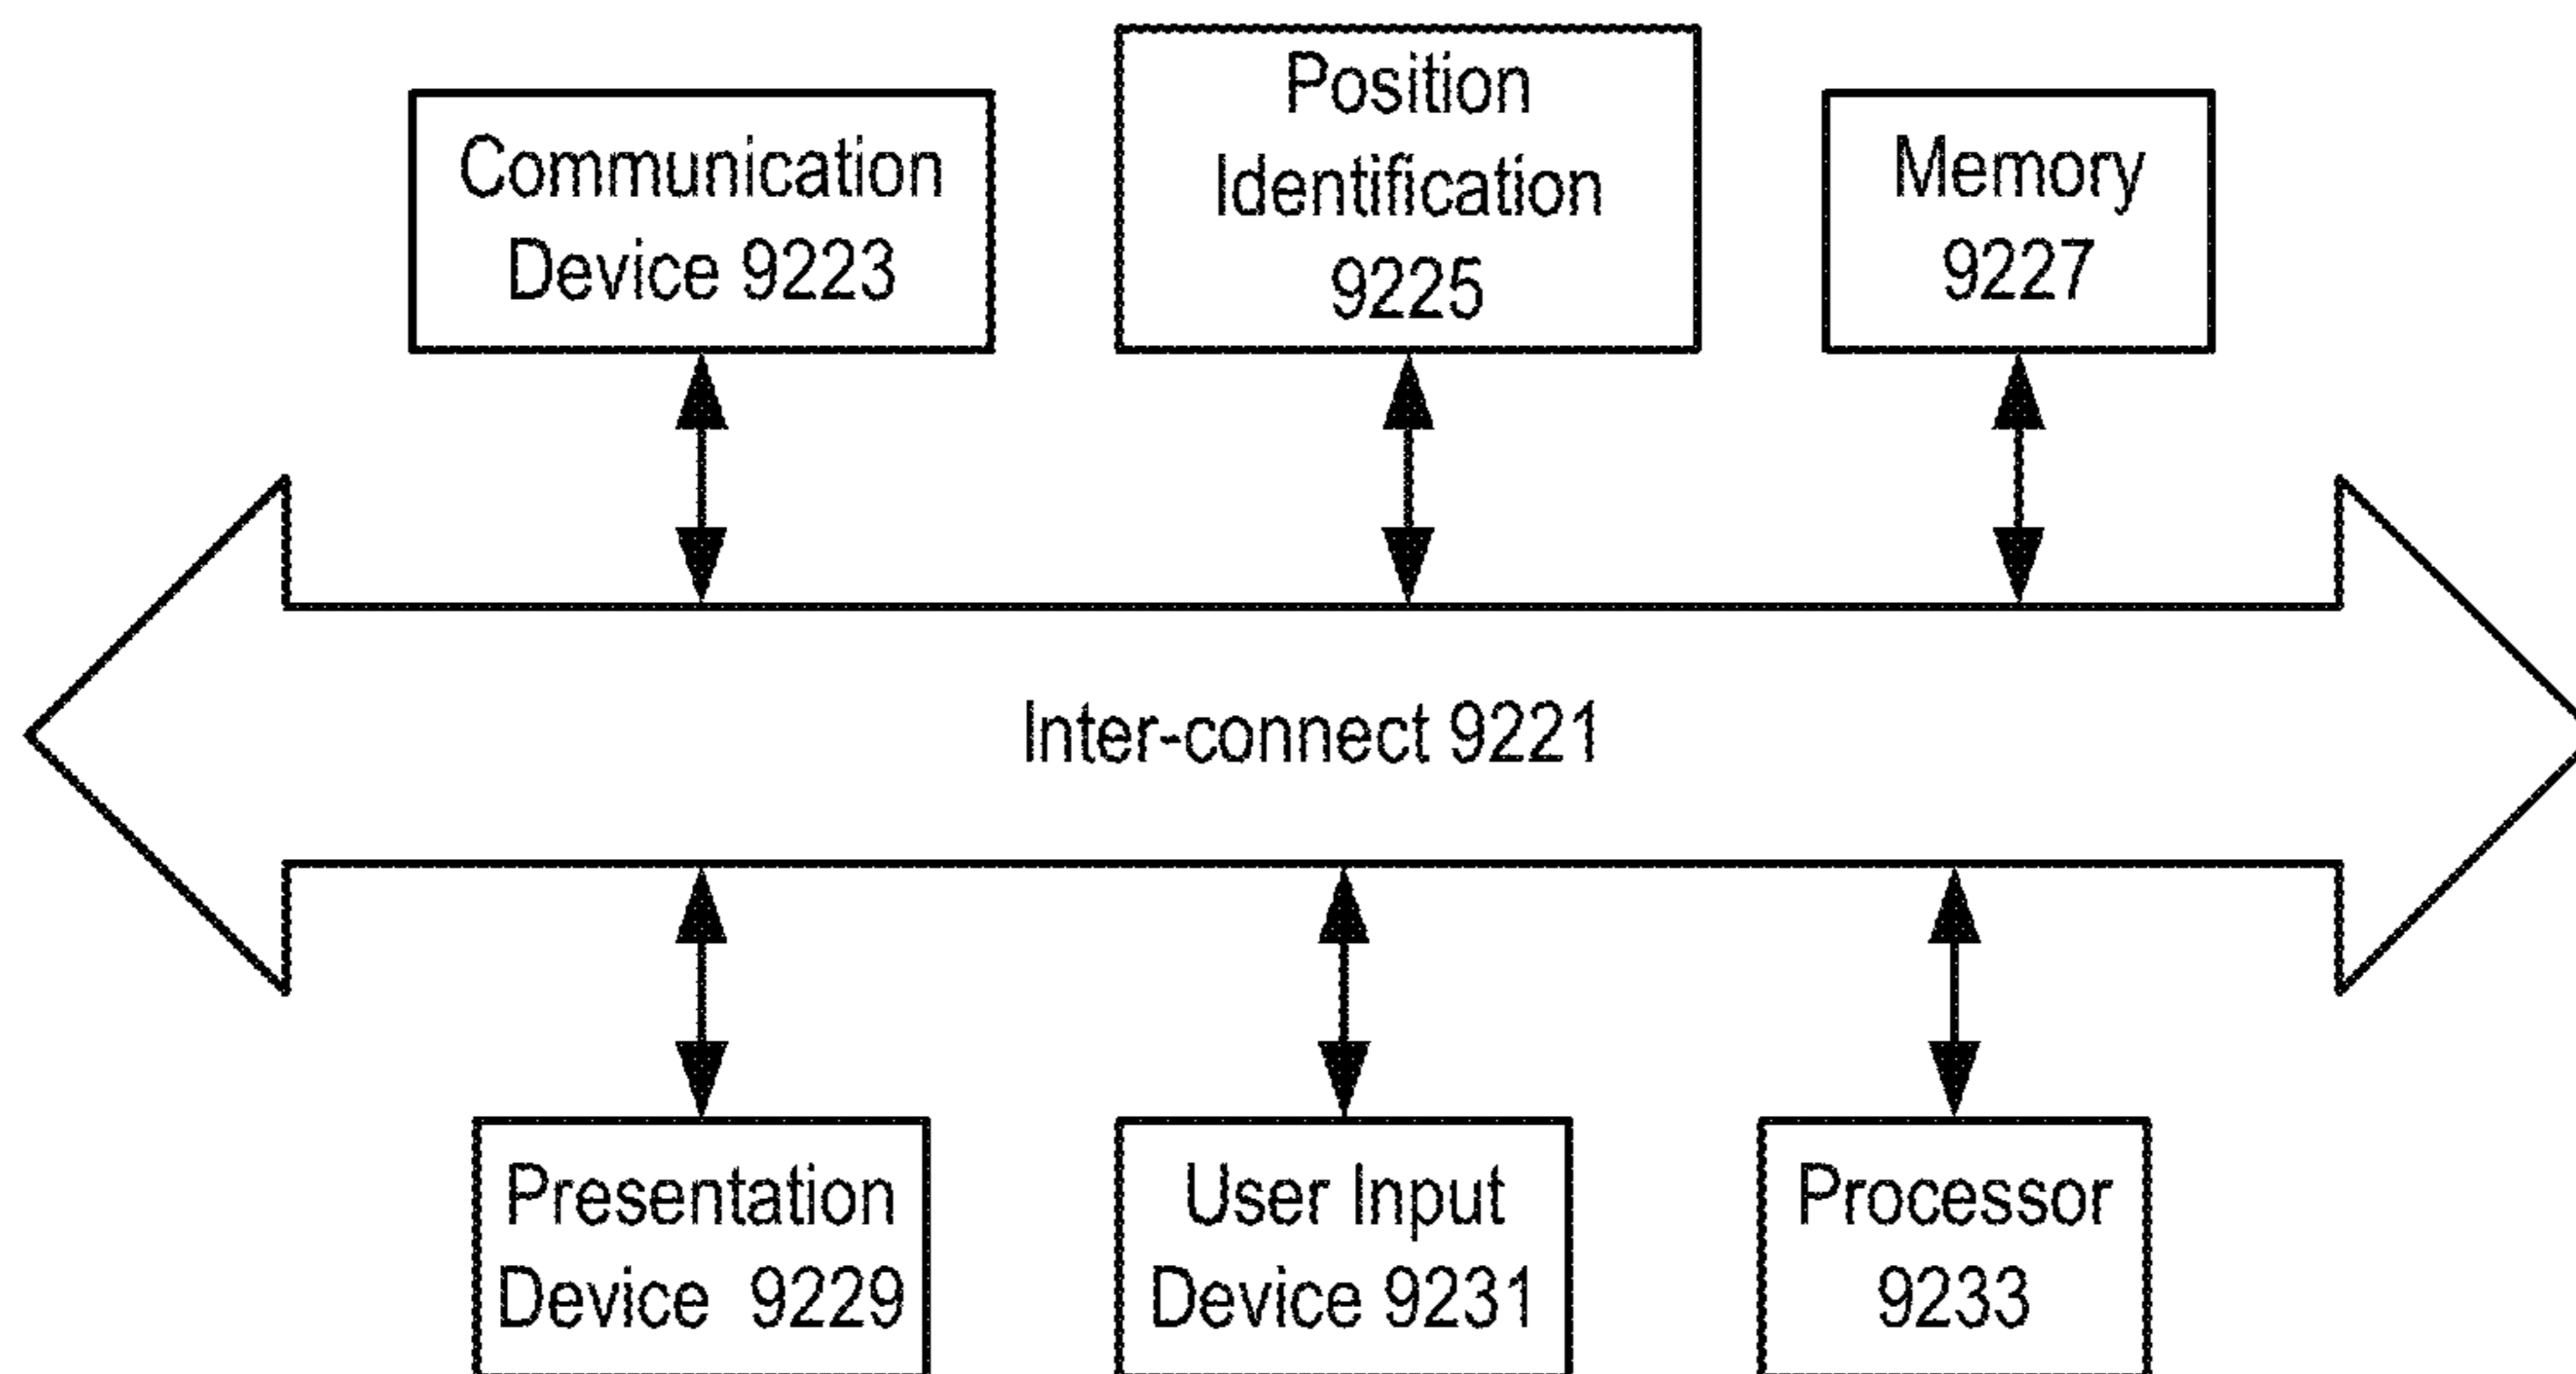 Communication
Device 9223
Position
Identification
9225
Memory
9227
Inter-connect 9221
Presentation
Device 9229
User Input
Device 9231
Processor
9233